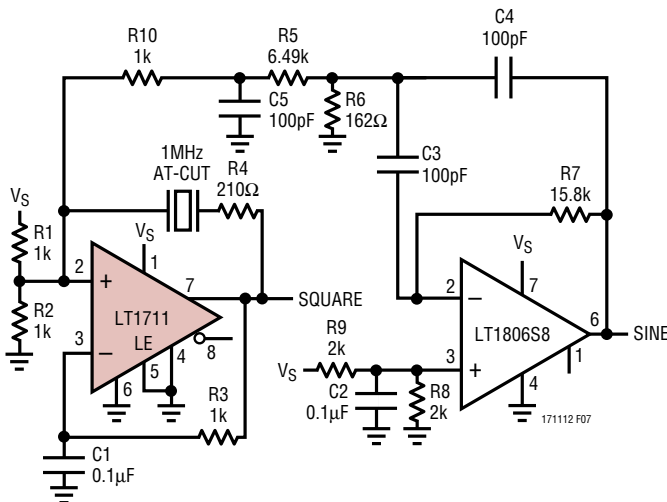 R10
1k
R5
6.49k
C4
100pF
C5
100pF
R6
162Ω
1MHz
AT-CUT
R4
210Ω
C3
100pF
R7
15.8k
VS
R1
1k
R2
1k
VS
1
2
+
7
SQUARE
LT1711
LE
3
–
8
6
5
4
R3
1k
C1
0.1µF
VS
7
2
–
6
SINE
LT1806S8
3
+
1
4
R9
2k
VS
C2
0.1µF
R8
2k
171112 F07